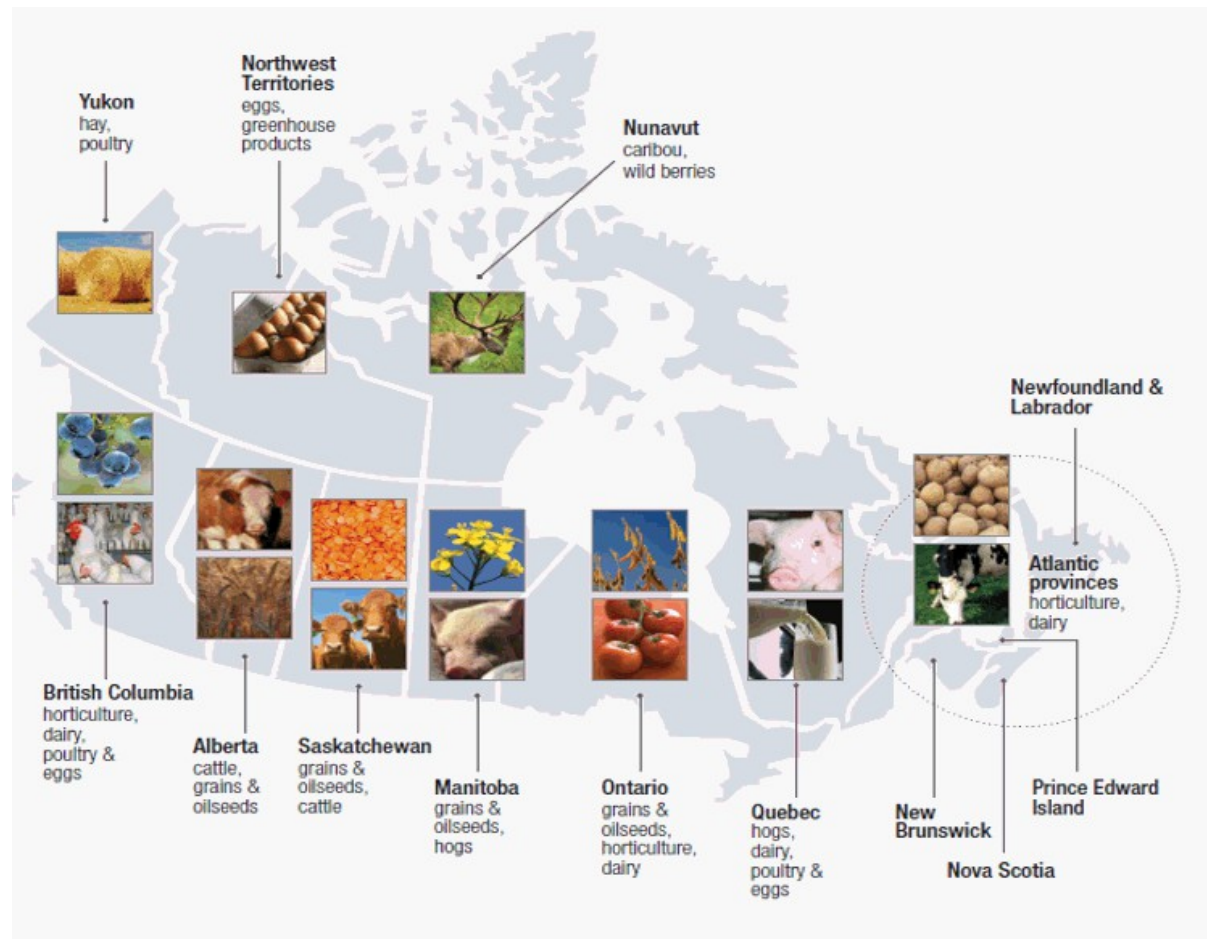 Yukon
hay,
poultry
Northwest
Territories
eggs,
greenhouse
products
Nunavut
caribou,
wild berries
Newfoundland &
Labrador
Atlantic
provinces
horticulture,
dairy
British Columbia
horticulture,
dairy,
poultry &
eggs
Alberta
cattle,
grains &
oilseeds
Saskatchewan
grains &
oilseeds,
cattle
Manitoba
grains &
oilseeds,
hogs
Ontario
grains &
oilseeds,
horticulture,
dairy
Quebec
hogs,
dairy,
poultry &
eggs
New
Brunswick
Nova Scotia
Prince Edward
Island